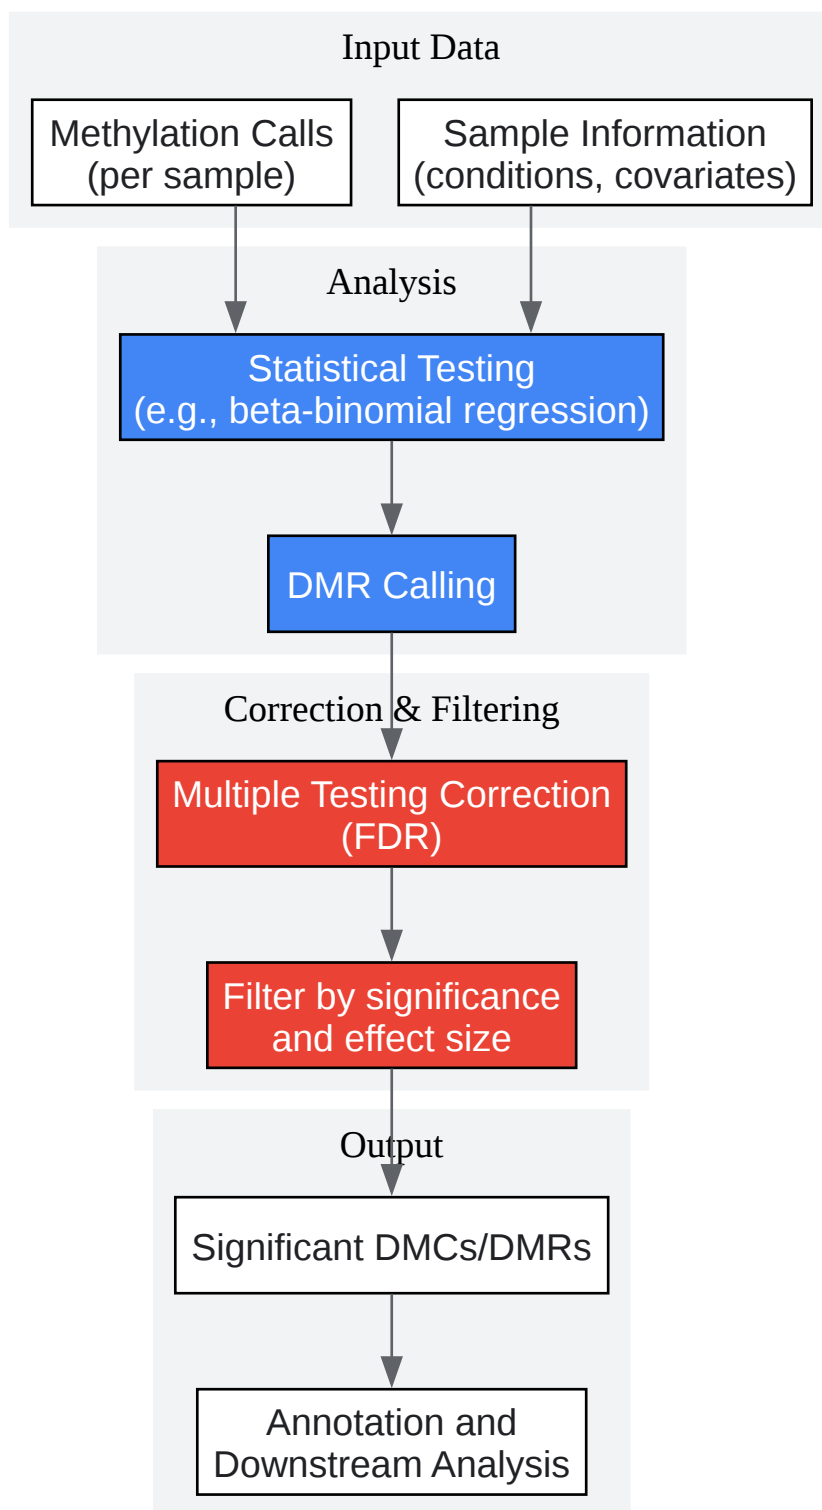 Input Data
Methylation Calls
(per sample)
Sample Information
(conditions, covariates)
Analysis
Statistical Testing
(e.g., beta-binomial regression)
DMR Calling
Correction & Filtering
Multiple Testing Correction
(FDR)
Filter by significance
and effect size
Output
Significant DMCs/DMRs
Annotation and
Downstream Analysis